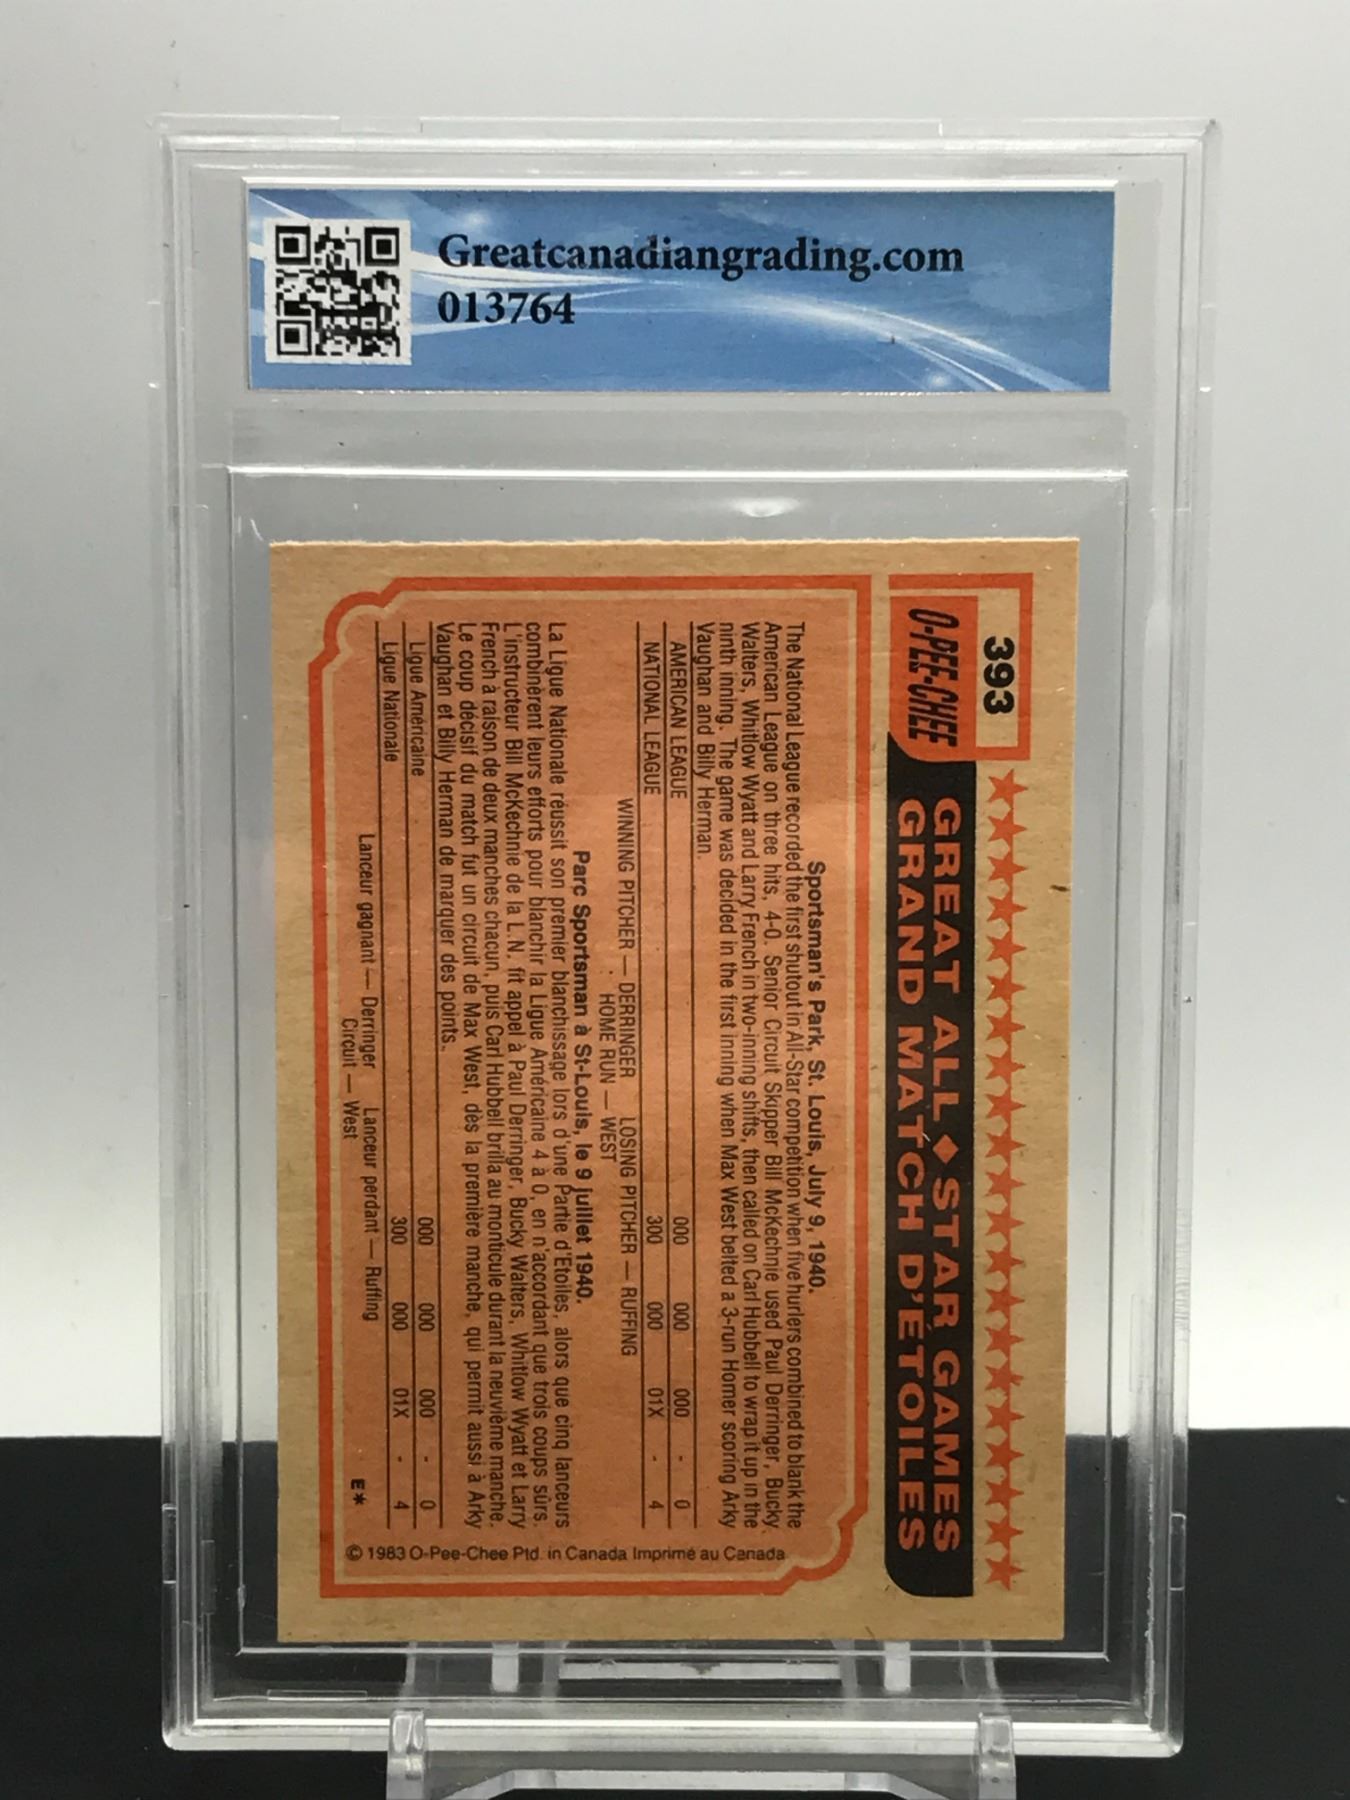 Greatcanadiangrading.com
013764
393
O-PEE-CHEE
GREAT ALL♦STAR GAMES
GRAND MATCH D'ÉTOILES
Sportsman's Park, St. Louis, July 9, 1940.
The National League recorded the first shutout in All-Star competition when five hurlers combined to blank the
American League on three hits, 4-0. Senior Circuit Skipper Bill McKechnie used Paul Derringer, Bucky
Walters, Whitlow Wyatt and Larry French in two-inning shifts, then called on Carl Hubbell to wrap it up in the
ninth inning. The game was decided in the first inning when Max West belted a 3-run Homer scoring Arky
Vaughan and Billy Herman.
AMERICAN LEAGUE 000 000 000 - 0
NATIONAL LEAGUE 300 000 01X - 4
WINNING PITCHER — DERRINGER LOSING PITCHER — RUFFING
HOME RUN — WEST
Parc Sportsman à St-Louis, le 9 juillet 1940.
La Ligue Nationale réussit son premier blanchissage lors d'une Partie d'Etoiles, alors que cinq lanceurs
combinèrent leurs efforts pour blanchir la Ligue Américaine 4 à 0, en n'accordant que trois coups sûrs.
L'instructeur Bill McKechnie de la L.N. fit appel à Paul Derringer, Bucky Walters, Whitlow Wyatt et Larry
French à raison de deux manches chacun, puis Carl Hubbell brilla au monticule durant la neuvième manche.
Le coup décisif du match fut un circuit de Max West, dès la première manche, qui permit aussi à Arky
Vaughan et Billy Herman de marquer des points.
Ligue Américaine 000 000 000 - 0
Ligue Nationale 300 000 01X - 4
Lanceur gagnant — Derringer Lanceur perdant — Ruffing
Circuit — West
E*
© 1983 O-Pee-Chee Ptd. in Canada Imprimé au Canada